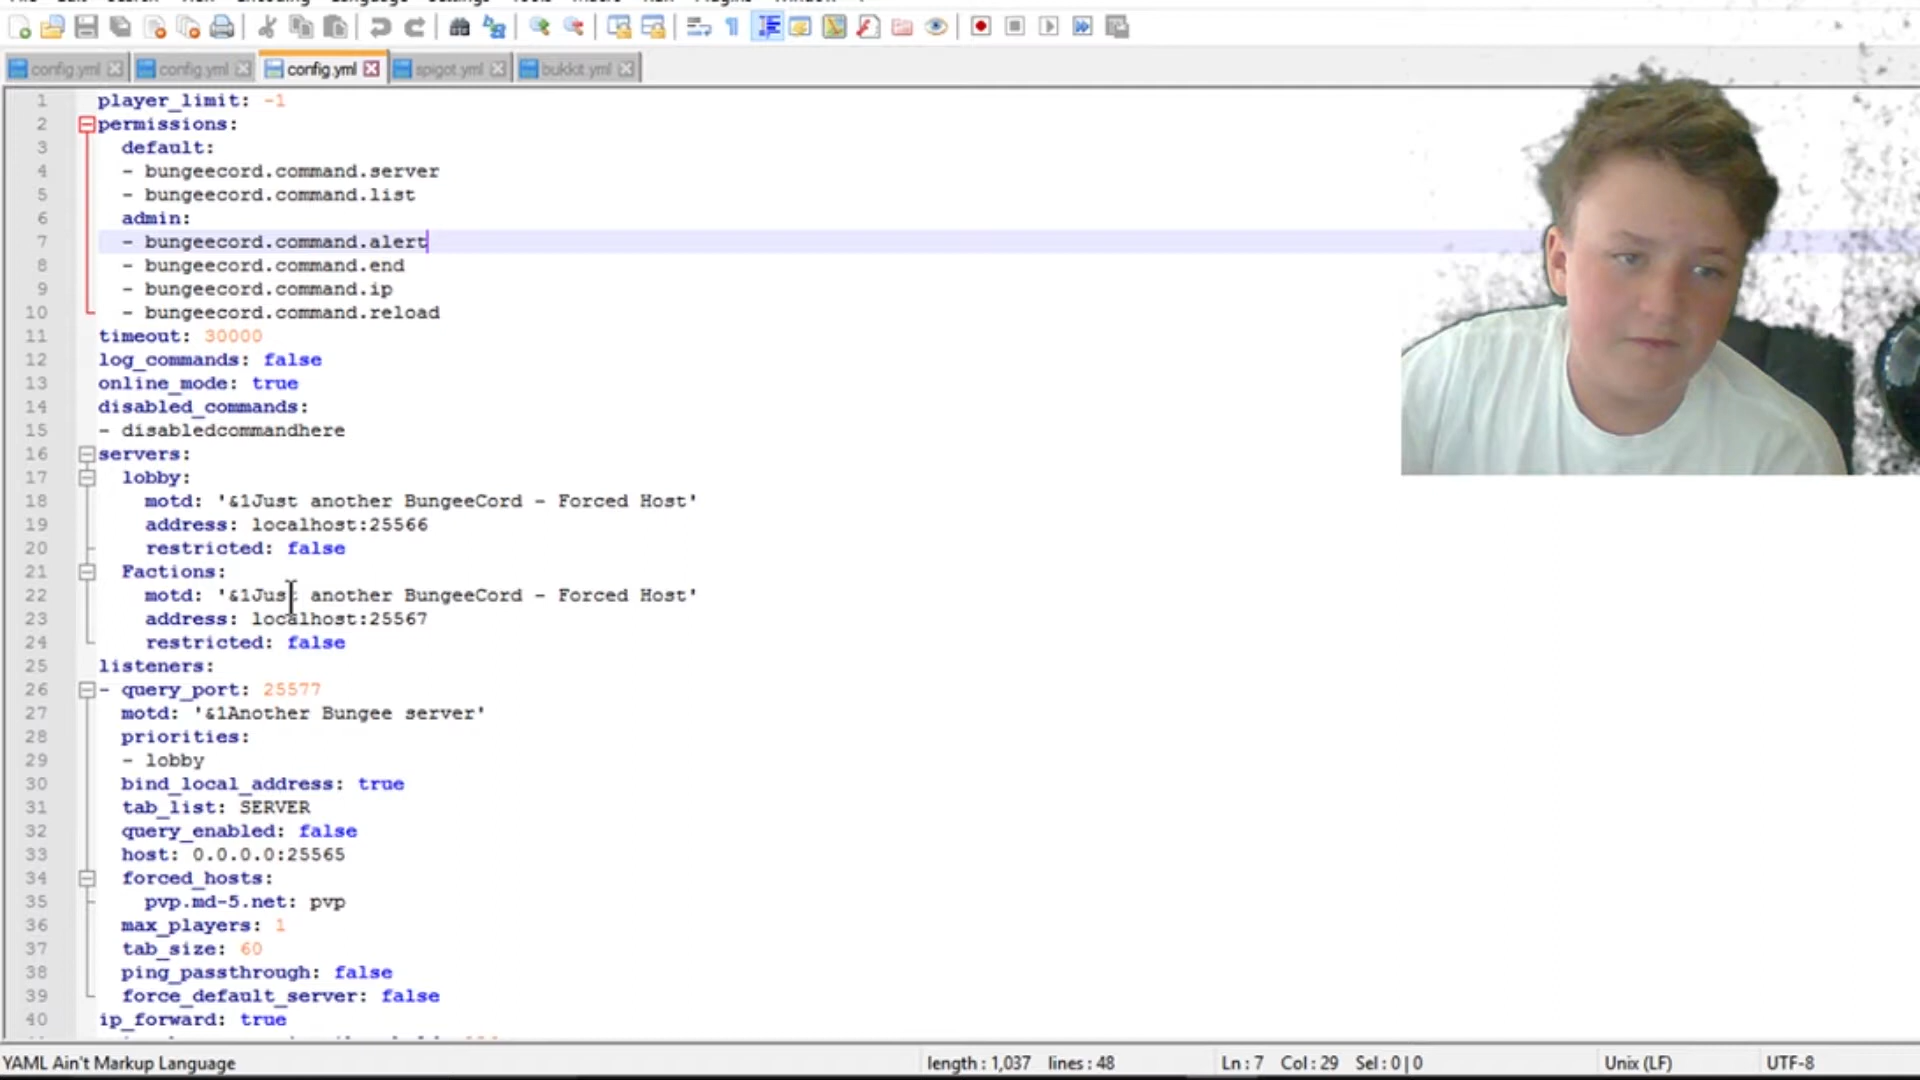 config.yml config.yml config.yml spigot.yml bukkit.yml
1 player_limit: -1
2 permissions:
3 default:
4 - bungeecord.command.server
5 - bungeecord.command.list
6 admin:
7 - bungeecord.command.alert
8 - bungeecord.command.end
9 - bungeecord.command.ip
10 - bungeecord.command.reload
11 timeout: 30000
12 log_commands: false
13 online_mode: true
14 disabled_commands:
15 - disabledcommandhere
16 servers:
17 lobby:
18 motd: '&1Just another BungeeCord - Forced Host'
19 address: localhost:25566
20 restricted: false
21 Factions:
22 motd: '&1Just another BungeeCord - Forced Host'
23 address: localhost:25567
24 restricted: false
25 listeners:
26 - query_port: 25577
27 motd: '&1Another Bungee server'
28 priorities:
29 - lobby
30 bind_local_address: true
31 tab_list: SERVER
32 query_enabled: false
33 host: 0.0.0.0:25565
34 forced_hosts:
35 pvp.md-5.net: pvp
36 max_players: 1
37 tab_size: 60
38 ping_passthrough: false
39 force_default_server: false
40 ip_forward: true
YAML Ain't Markup Language length : 1,037 lines : 48 Ln : 7 Col : 29 Sel : 0 | 0 Unix (LF) UTF-8